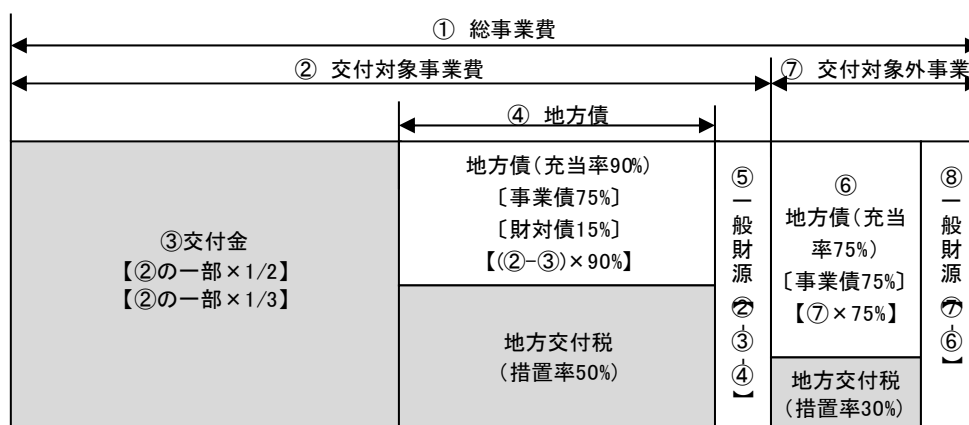 ① 総事業費
② 交付対象事業費
⑦ 交付対象外事業
④ 地方債
③交付金
【②の一部×1/2】
【②の一部×1/3】
地方債(充当率90%)
〔事業債75%〕
〔財対債15%〕
【(②-③)×90%】
地方交付税
(措置率50%)
⑤一般財源【②-③-④】
⑥
地方債(充当
率75%)
〔事業債75%〕
【⑦×75%】
地方交付税
(措置率30%)
⑧一般財源【⑦-⑥】